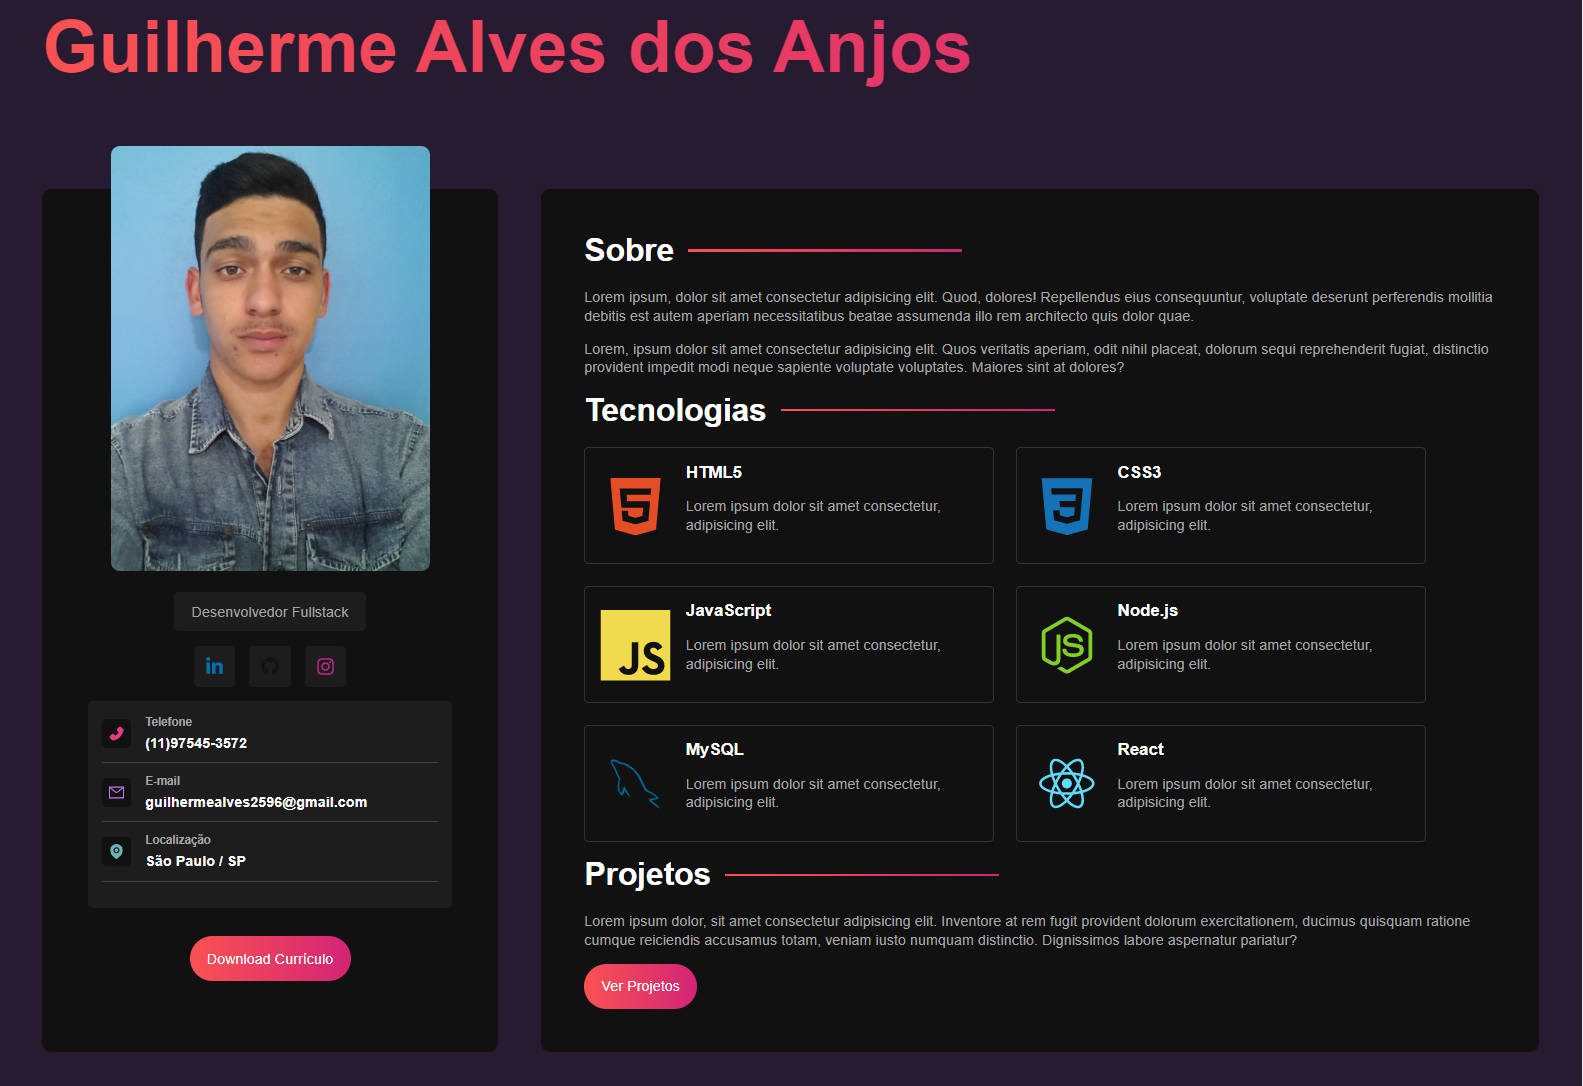 Guilherme Alves dos Anjos
Desenvolvedor Fullstack
in
Telefone
(11)97545-3572
E-mail
guilhermealves2596@gmail.com
Localização
São Paulo / SP
Download Currículo
Sobre
Lorem ipsum, dolor sit amet consectetur adipisicing elit. Quod, dolores! Repellendus eius consequuntur, voluptate deserunt perferendis mollitia
debitis est autem aperiam necessitatibus beatae assumenda illo rem architecto quis dolor quae.
Lorem, ipsum dolor sit amet consectetur adipisicing elit. Quos veritatis aperiam, odit nihil placeat, dolorum sequi reprehenderit fugiat, distinctio
provident impedit modi neque sapiente voluptate voluptates. Maiores sint at dolores?
Tecnologias
5
HTML5
Lorem ipsum dolor sit amet consectetur,
adipisicing elit.
3
CSS3
Lorem ipsum dolor sit amet consectetur,
adipisicing elit.
JS
JavaScript
Lorem ipsum dolor sit amet consectetur,
adipisicing elit.
JS
Node.js
Lorem ipsum dolor sit amet consectetur,
adipisicing elit.
MySQL
Lorem ipsum dolor sit amet consectetur,
adipisicing elit.
React
Lorem ipsum dolor sit amet consectetur,
adipisicing elit.
Projetos
Lorem ipsum dolor, sit amet consectetur adipisicing elit. Inventore at rem fugit provident dolorum exercitationem, ducimus quisquam ratione
cumque reiciendis accusamus totam, veniam iusto numquam distinctio. Dignissimos labore aspernatur pariatur?
Ver Projetos